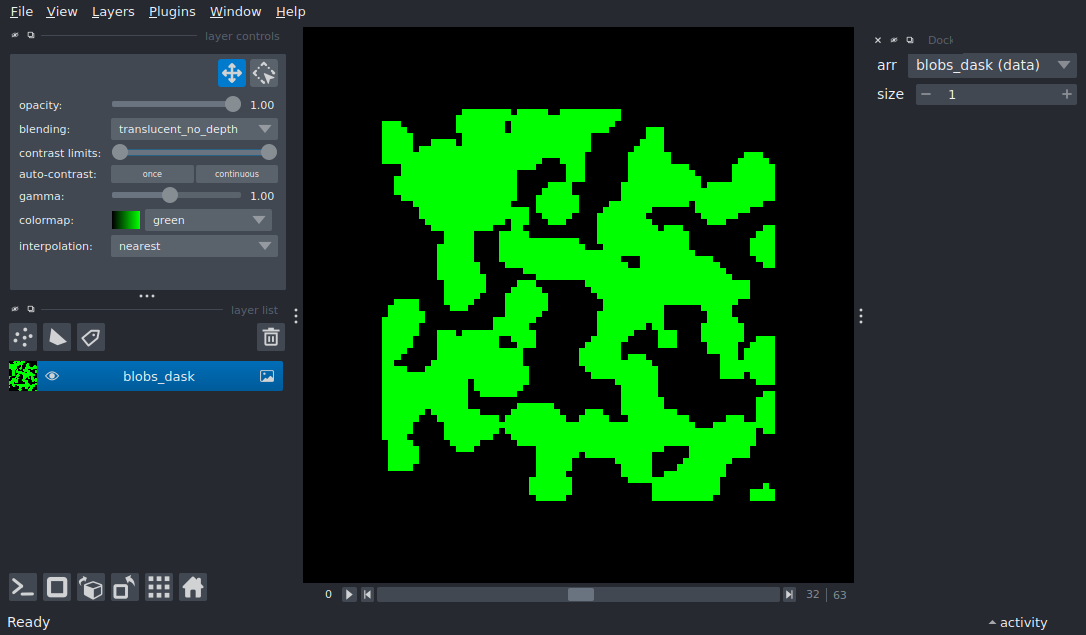 File View Layers Plugins Window Help
layer controls
opacity: 1.00
blending: translucent_no_depth
contrast limits:
auto-contrast: once continuous
gamma: 1.00
colormap: green
interpolation: nearest
layer list
blobs_dask
Dock
arr blobs_dask (data)
size 1
0 32 63
Ready
activity